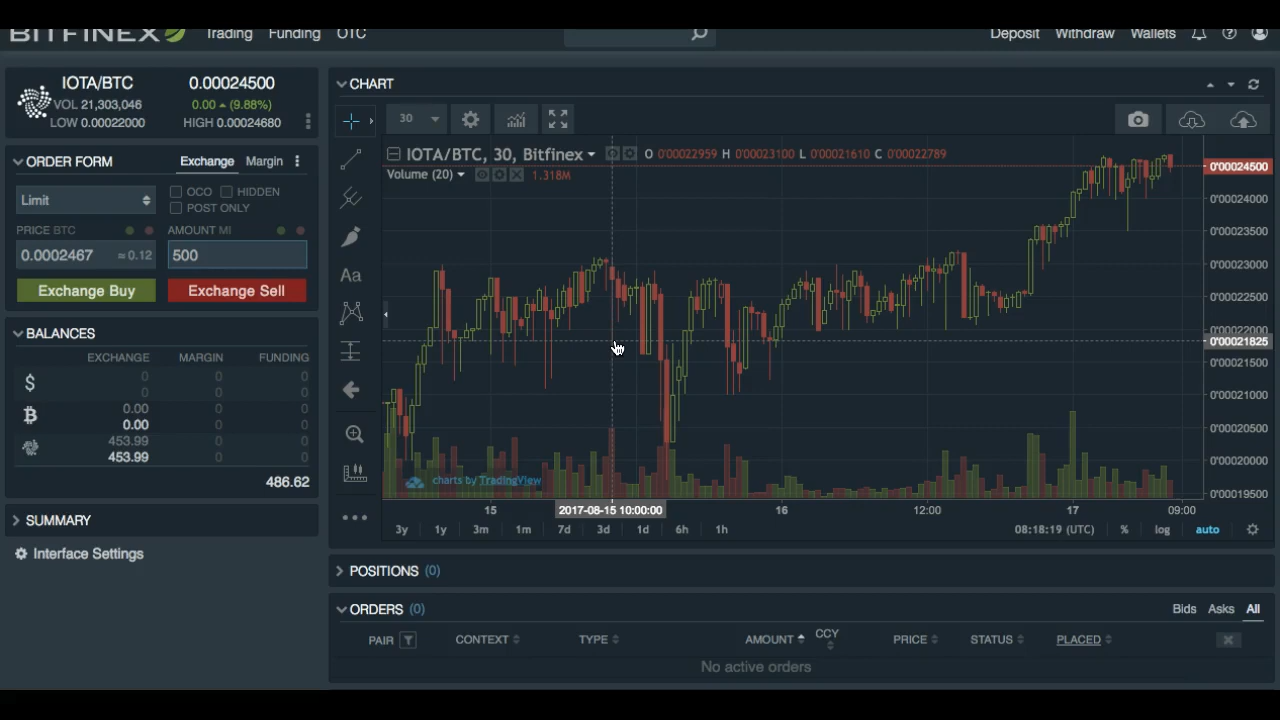 BITFINEX Trading Funding OTC Deposit Withdraw Wallets
IOTA/BTC 0.00024500
VOL 21,303,046 0.00 (9.88%)
LOW 0.00022000 HIGH 0.00024680
ORDER FORM Exchange Margin
Limit OCO HIDDEN
POST ONLY
PRICE BTC AMOUNT MI
0.0002467 ≈0.12 500
Exchange Buy Exchange Sell
BALANCES
EXCHANGE MARGIN FUNDING
$ 0 0 0
0 0 0
0.00 0 0
0.00 0 0
453.99 0 0
453.99 0 0
486.62
SUMMARY
Interface Settings
CHART
30
IOTA/BTC, 30, Bitfinex O 0'00022959 H 0'00023100 L 0'00021610 C 0'00022789
Volume (20) 1.318M
Aa
0'00024500
0'00024000
0'00023500
0'00023000
0'00022500
0'00022000
0'00021825
0'00021500
0'00021000
0'00020500
0'00020000
0'00019500
charts by TradingView
15 2017-08-15 10:00:00 16 12:00 17 09:00
3y 1y 3m 1m 7d 3d 1d 6h 1h 08:18:19 (UTC) % log auto
POSITIONS (0)
ORDERS (0) Bids Asks All
PAIR CONTEXT TYPE AMOUNT CCY PRICE STATUS PLACED
No active orders